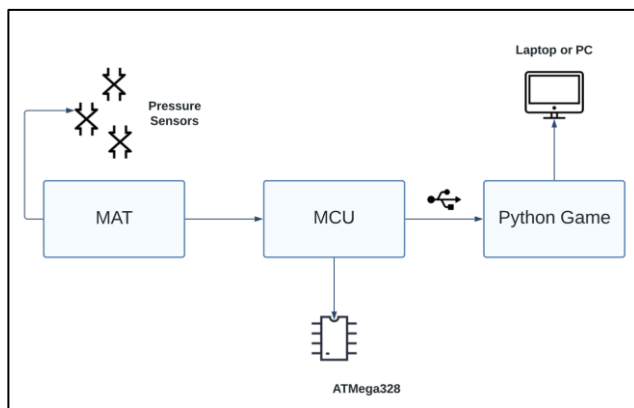 Laptop or PC
Pressure
Sensors
MAT
MCU
Python Game
ATMega328